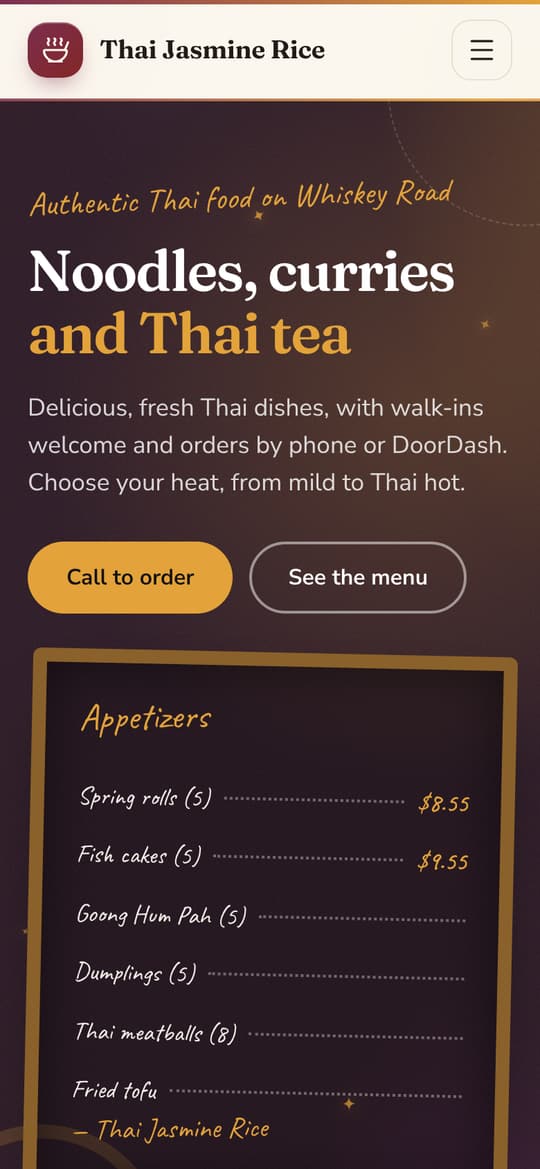 Thai Jasmine Rice
Authentic Thai food on Whiskey Road
Noodles, curries
and Thai tea
Delicious, fresh Thai dishes, with walk-ins
welcome and orders by phone or DoorDash.
Choose your heat, from mild to Thai hot.
Call to order
See the menu
Appetizers
Spring rolls (5) $8.55
Fish cakes (5) $9.55
Goong Hum Pah (5)
Dumplings (5)
Thai meatballs (8)
Fried tofu
– Thai Jasmine Rice